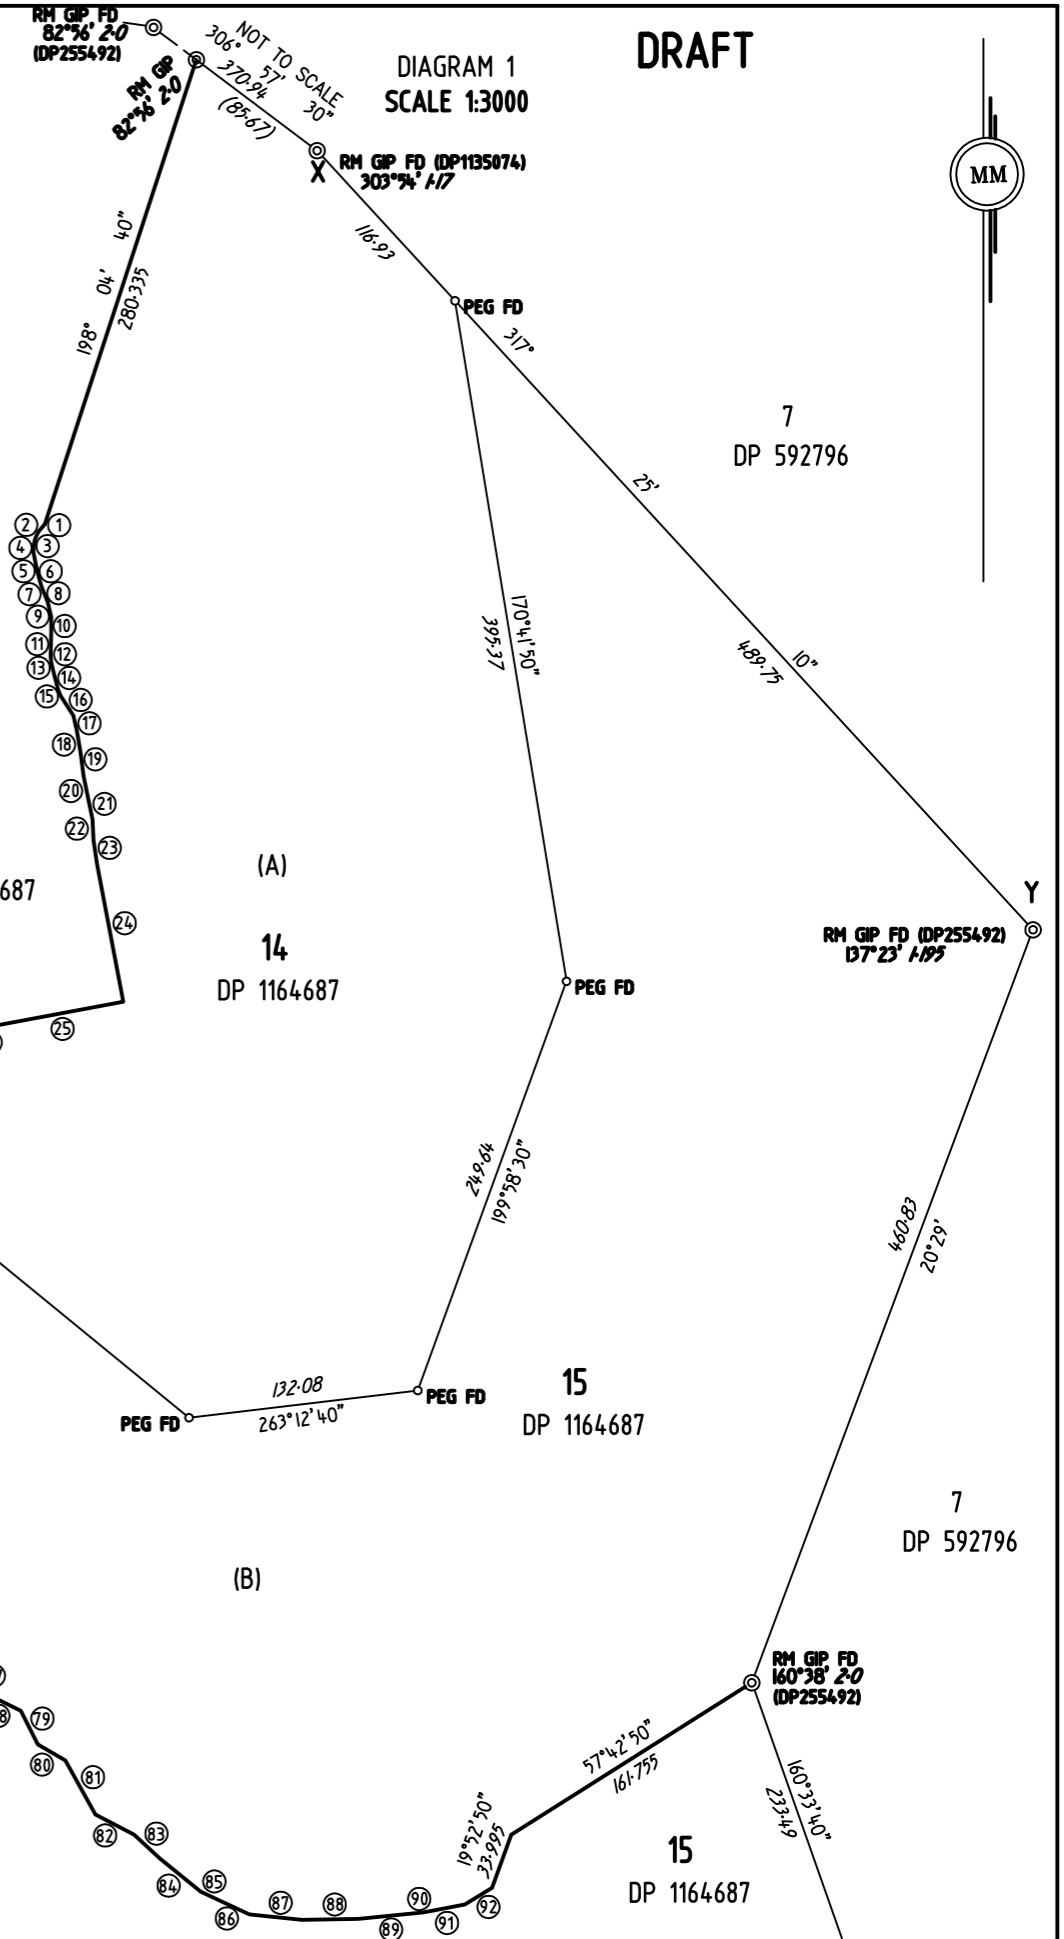 RM GIP FD
82°56' 2·0
(DP255492)
RM GIP
82°56' 2·0
NOT TO SCALE
306° 57' 30"
370·94
(85·67)
DIAGRAM 1
SCALE 1:3000
DRAFT
MM
X
RM GIP FD (DP1135074)
303°54' 1·17
116·93
198° 04' 40"
280·335
PEG FD
317° 25' 10"
489·75
7
DP 592796
170°41'50"
395·37
2
1
4
3
5
6
7
8
9
10
11
12
13
14
15
16
17
18
19
20
21
22
23
24
25
687
(A)
14
DP 1164687
Y
RM GIP FD (DP255492)
137°23' 1·195
PEG FD
249·64
199°58'30"
460·83
20°29'
132·08
263°12'40"
PEG FD
PEG FD
15
DP 1164687
7
DP 592796
(B)
RM GIP FD
160°38' 2·0
(DP255492)
57°42'50"
161·755
160°33'40"
233·49
19°52'50"
33·995
15
DP 1164687
79
80
81
82
83
84
85
86
87
88
89
90
91
92